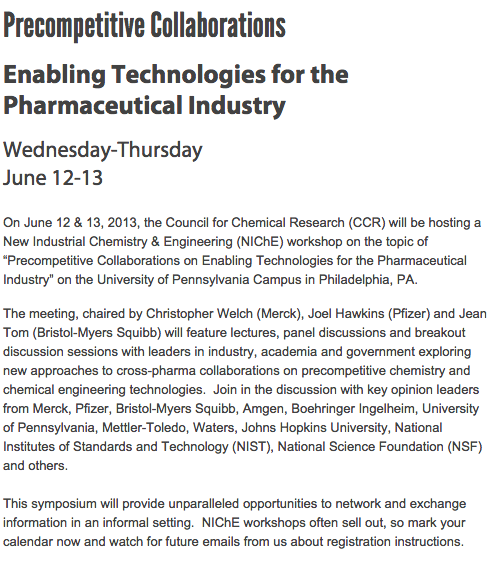 Precompetitive Collaborations
Enabling Technologies for the
Pharmaceutical Industry
Wednesday-Thursday
June 12-13
On June 12 & 13, 2013, the Council for Chemical Research (CCR) will be hosting a
New Industrial Chemistry & Engineering (NIChE) workshop on the topic of
“Precompetitive Collaborations on Enabling Technologies for the Pharmaceutical
Industry” on the University of Pennsylvania Campus in Philadelphia, PA.
The meeting, chaired by Christopher Welch (Merck), Joel Hawkins (Pfizer) and Jean
Tom (Bristol-Myers Squibb) will feature lectures, panel discussions and breakout
discussion sessions with leaders in industry, academia and government exploring
new approaches to cross-pharma collaborations on precompetitive chemistry and
chemical engineering technologies.  Join in the discussion with key opinion leaders
from Merck, Pfizer, Bristol-Myers Squibb, Amgen, Boehringer Ingelheim, University
of Pennsylvania, Mettler-Toledo, Waters, Johns Hopkins University, National
Institutes of Standards and Technology (NIST), National Science Foundation (NSF)
and others.
This symposium will provide unparalleled opportunities to network and exchange
information in an informal setting.  NIChE workshops often sell out, so mark your
calendar now and watch for future emails from us about registration instructions.